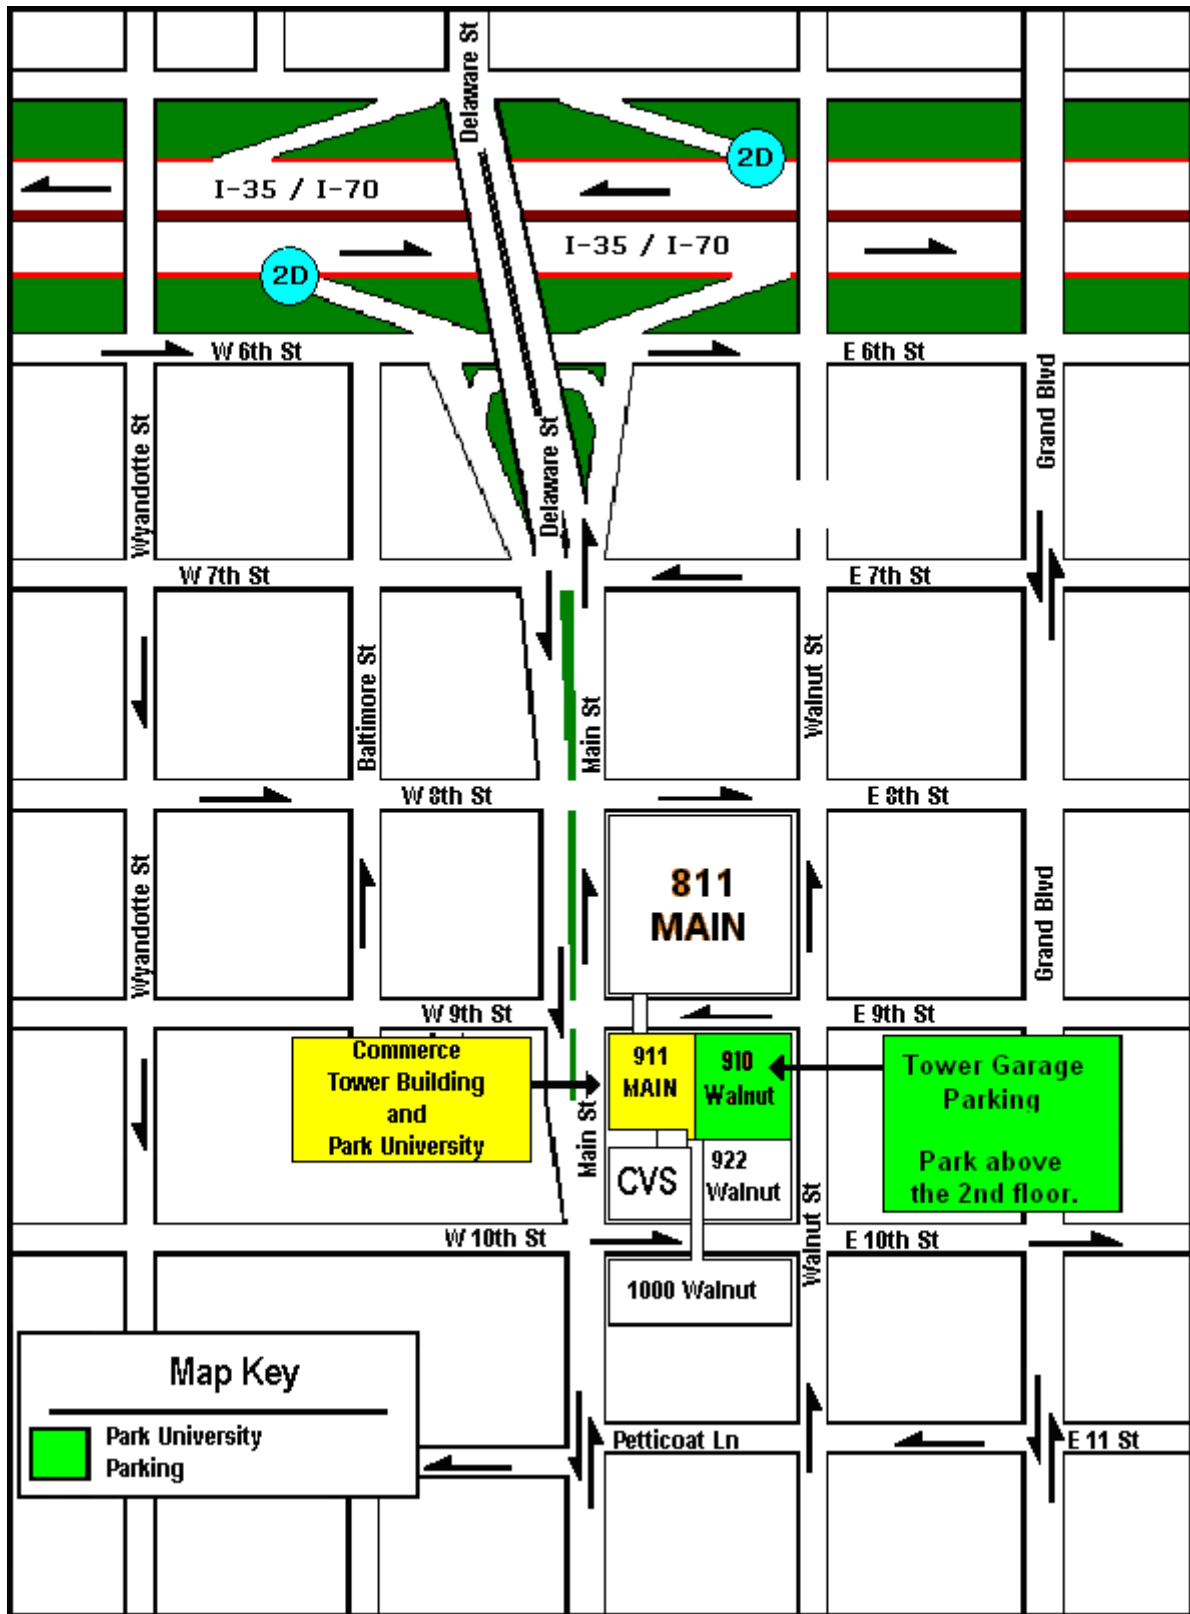 Delaware St
2D
I-35 / I-70
I-35 / I-70
2D
W 6th St
E 6th St
Wyandotte St
Delaware St
Grand Blvd
W 7th St
E 7th St
Baltimore St
Main St
Walnut St
W 8th St
E 8th St
811
MAIN
Wyandotte St
Grand Blvd
W 9th St
E 9th St
Commerce
Tower Building
and
Park University
911
MAIN
910
Walnut
Tower Garage
Parking
Park above
the 2nd floor.
Main St
CVS
922
Walnut
Walnut St
W 10th St
E 10th St
1000 Walnut
Map Key
Park University
Parking
Petticoat Ln
E 11 St